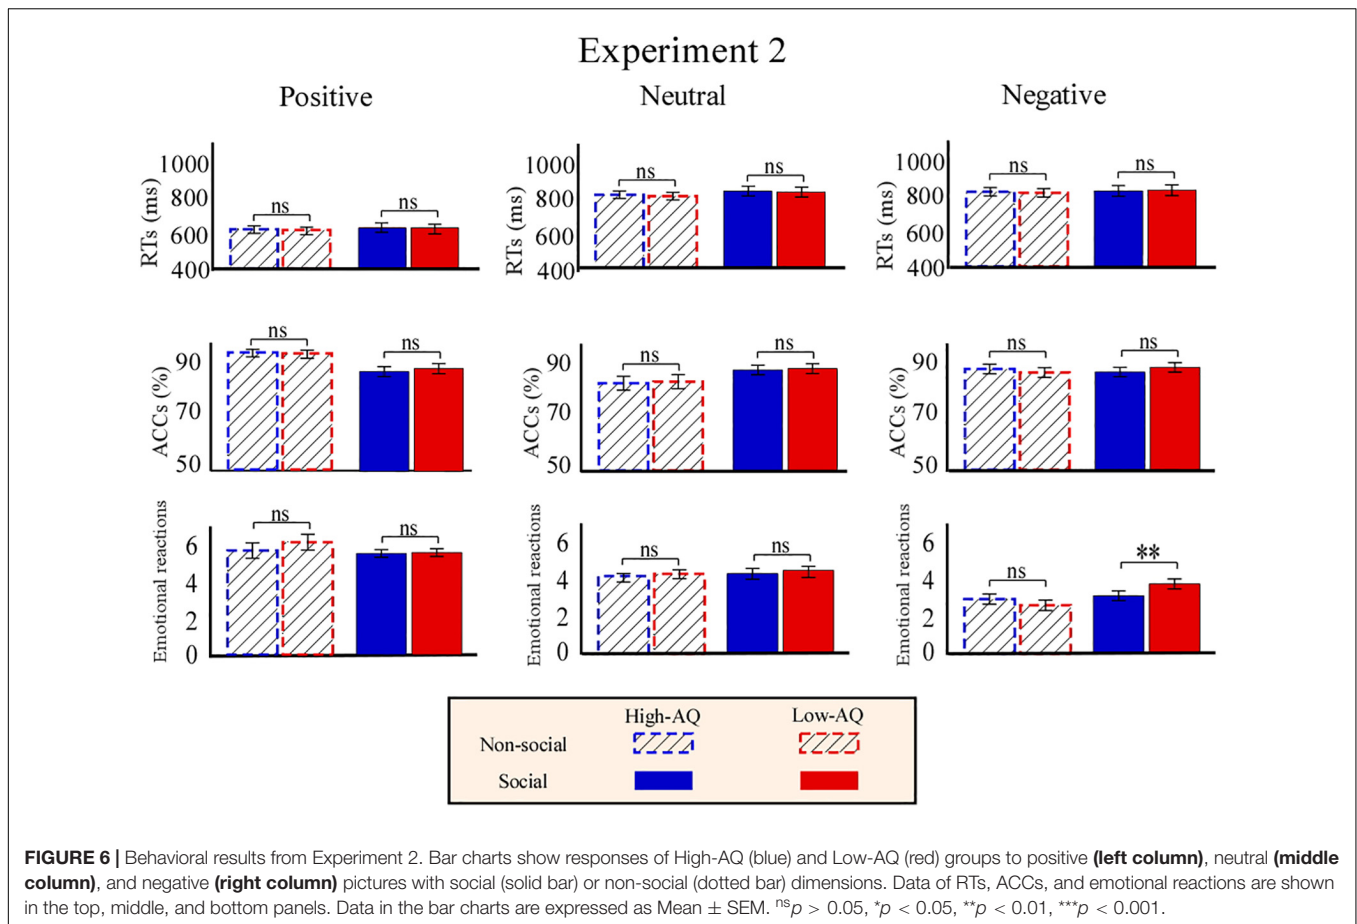 Experiment 2
Positive
Neutral
Negative
RTs (ms)
1000
800
600
400
ns
ns
RTs (ms)
1000
800
600
400
ns
ns
RTs (ms)
1000
800
600
400
ns
ns
ACCs (%)
90
70
50
ns
ns
ACCs (%)
90
70
50
ns
ns
ACCs (%)
90
70
50
ns
ns
Emotional reactions
6
4
2
0
ns
ns
Emotional reactions
6
4
2
0
ns
ns
Emotional reactions
6
4
2
0
ns
**
High-AQ
Low-AQ
Non-social
Social
FIGURE 6 | Behavioral results from Experiment 2. Bar charts show responses of High-AQ (blue) and Low-AQ (red) groups to positive (left column), neutral (middle
column), and negative (right column) pictures with social (solid bar) or non-social (dotted bar) dimensions. Data of RTs, ACCs, and emotional reactions are shown
in the top, middle, and bottom panels. Data in the bar charts are expressed as Mean ± SEM. ns p > 0.05, *p < 0.05, **p < 0.01, ***p < 0.001.